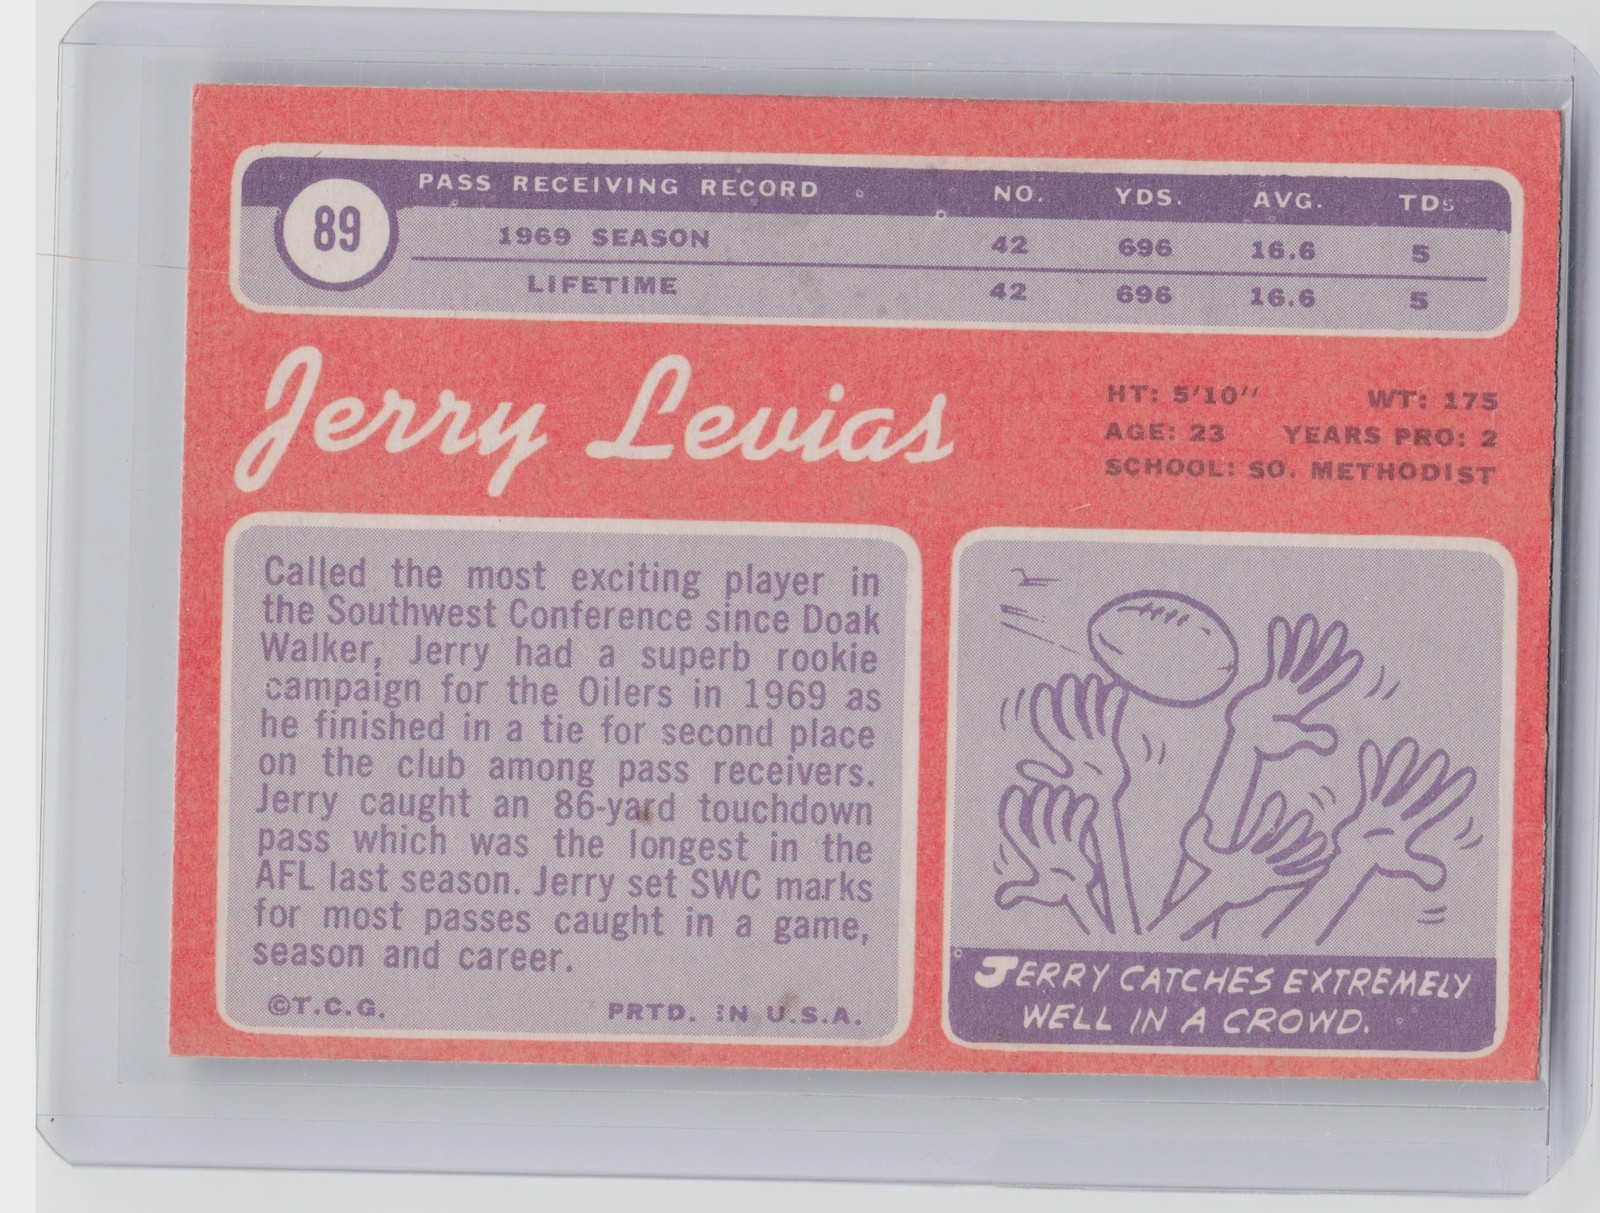 89
PASS RECEIVING RECORD NO. YDS. AVG. TDs
1969 SEASON 42 696 16.6 5
LIFETIME 42 696 16.6 5
Jerry Levias
HT: 5'10" WT: 175
AGE: 23 YEARS PRO: 2
SCHOOL: SO. METHODIST
Called the most exciting player in
the Southwest Conference since Doak
Walker, Jerry had a superb rookie
campaign for the Oilers in 1969 as
he finished in a tie for second place
on the club among pass receivers.
Jerry caught an 86-yard touchdown
pass which was the longest in the
AFL last season. Jerry set SWC marks
for most passes caught in a game,
season and career.
©T.C.G. PRTD. IN U.S.A.
JERRY CATCHES EXTREMELY
WELL IN A CROWD.